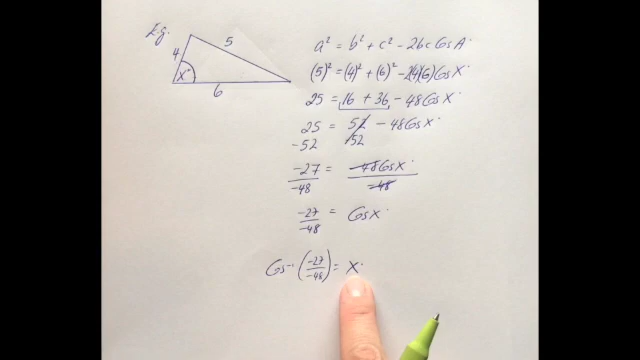 E.g.
4
5
x°
6
a² = b² + c² - 2bc Cos A
(5)² = (4)² + (6)² - 2(4)(6) Cos x°
25 = 16 + 36 - 48 Cos x°
25 = 52 - 48 Cos x°
-52 52
-27 = -48 Cos x°
-48 -48
-27/-48 = Cos x°
Cos⁻¹ (-27/-48) = x°